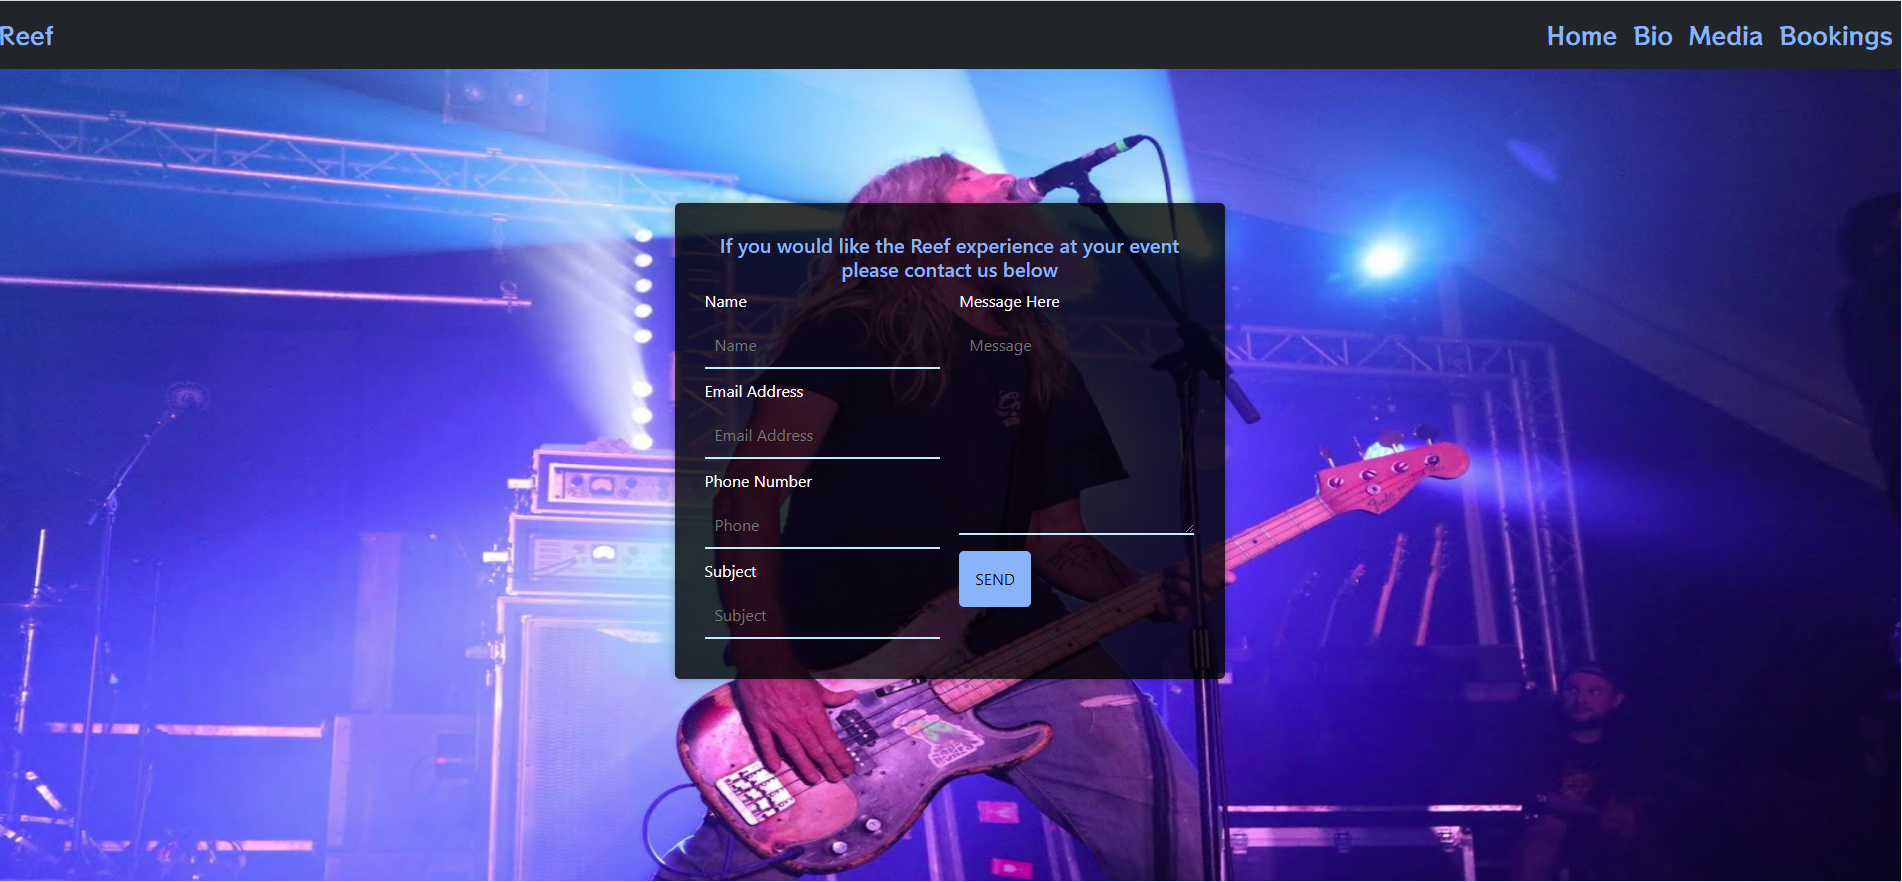 Reef
Home Bio Media Bookings
If you would like the Reef experience at your event
please contact us below
Name
Name
Email Address
Email Address
Phone Number
Phone
Subject
Subject
Message Here
Message
SEND